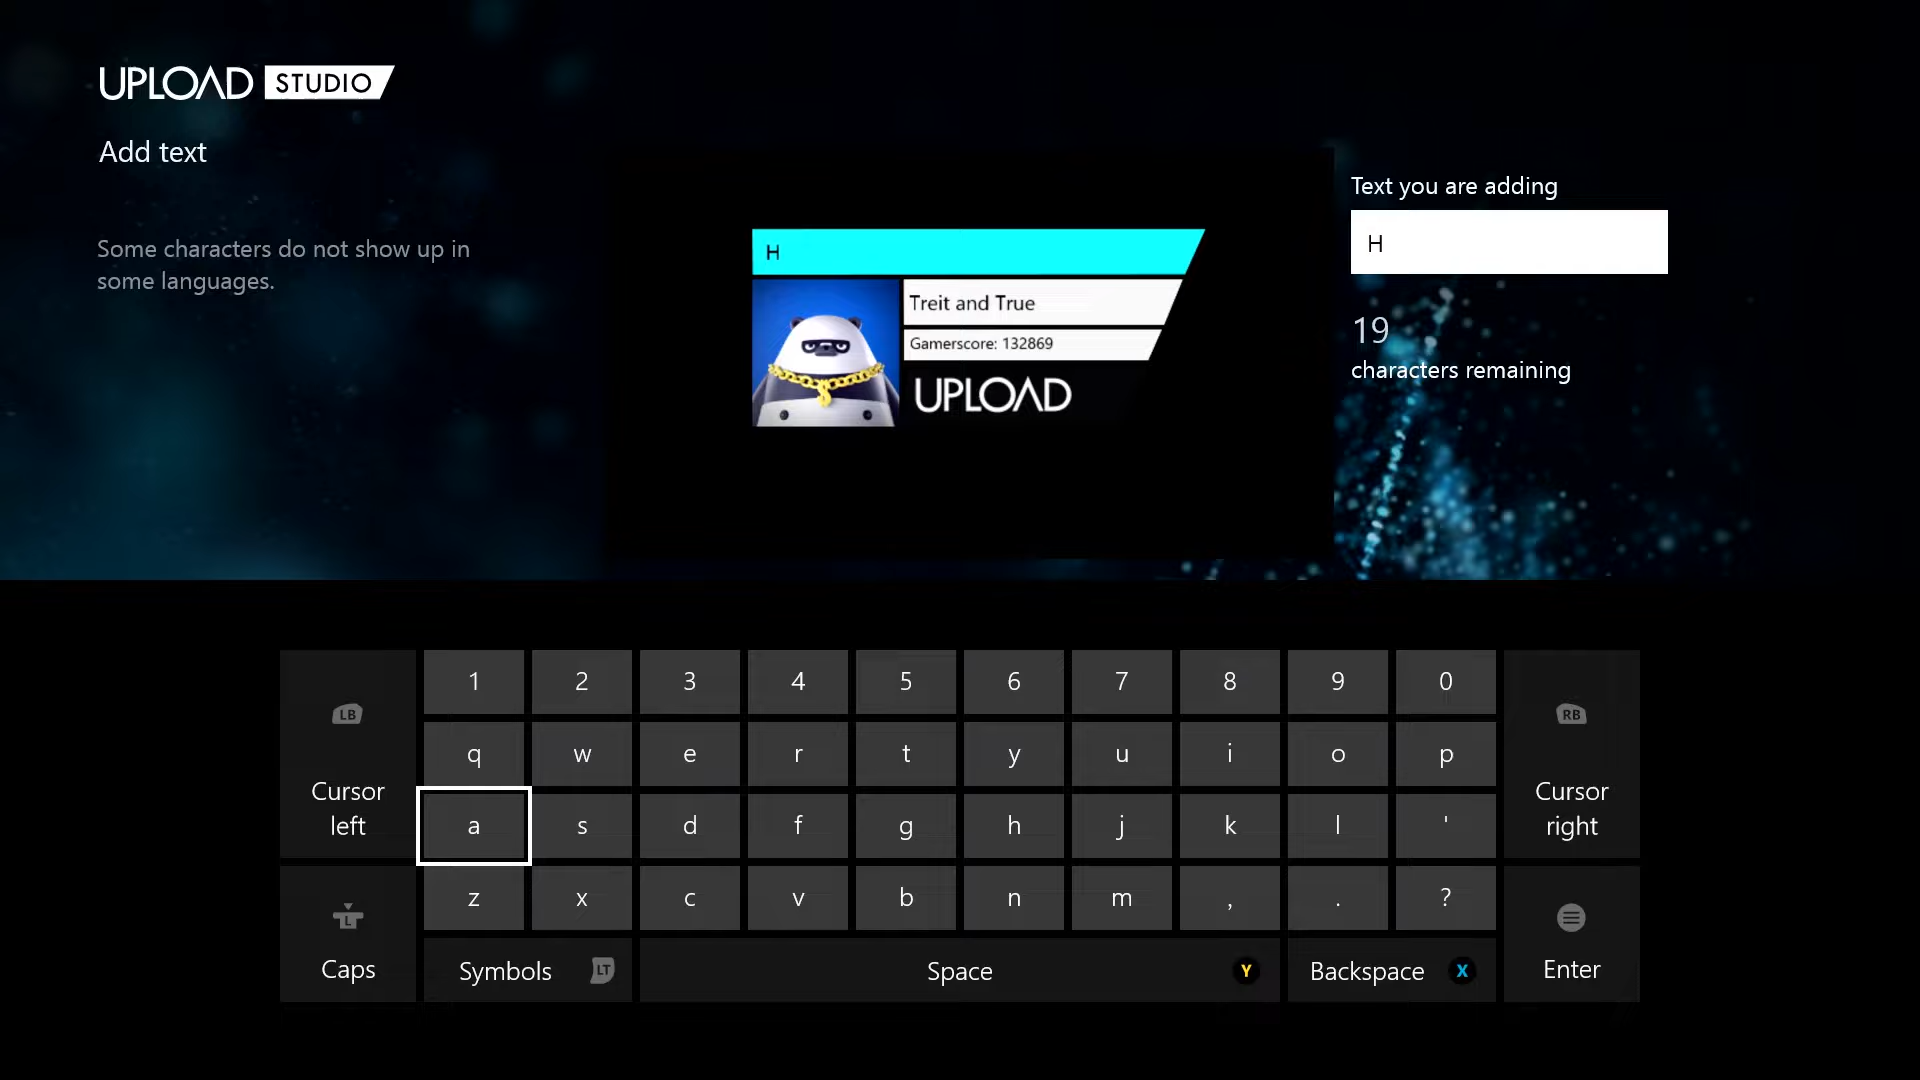 UPLOAD STUDIO
Add text
Some characters do not show up in
some languages.
H
Treit and True
Gamerscore: 132869
UPLOAD
Text you are adding
H
19
characters remaining
LB
Cursor
left
1 2 3 4 5 6 7 8 9 0
q w e r t y u i o p
a s d f g h j k l '
z x c v b n m , . ?
RB
Cursor
right
L
Caps
Symbols LT
Space Y
Backspace X
Enter